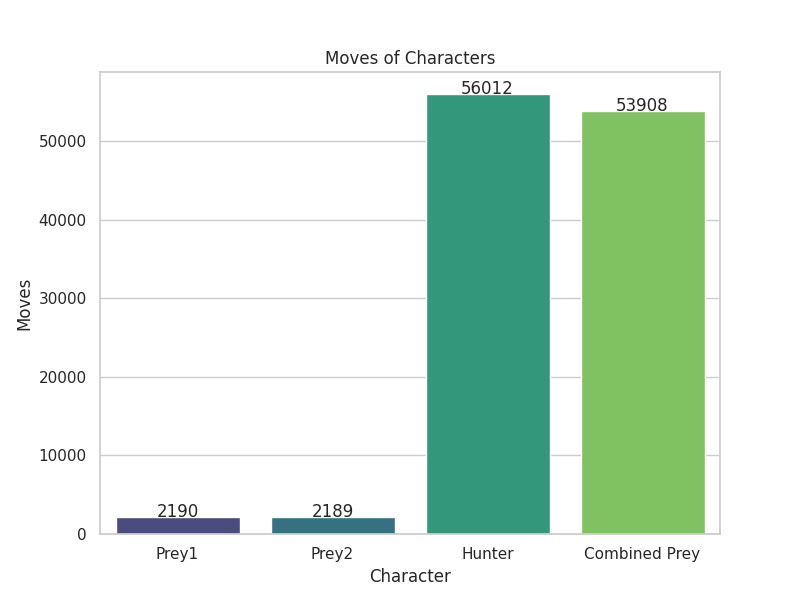 Moves of Characters
56012
53908
2190
2189
50000
40000
30000
20000
10000
0
Moves
Prey1
Prey2
Hunter
Combined Prey
Character